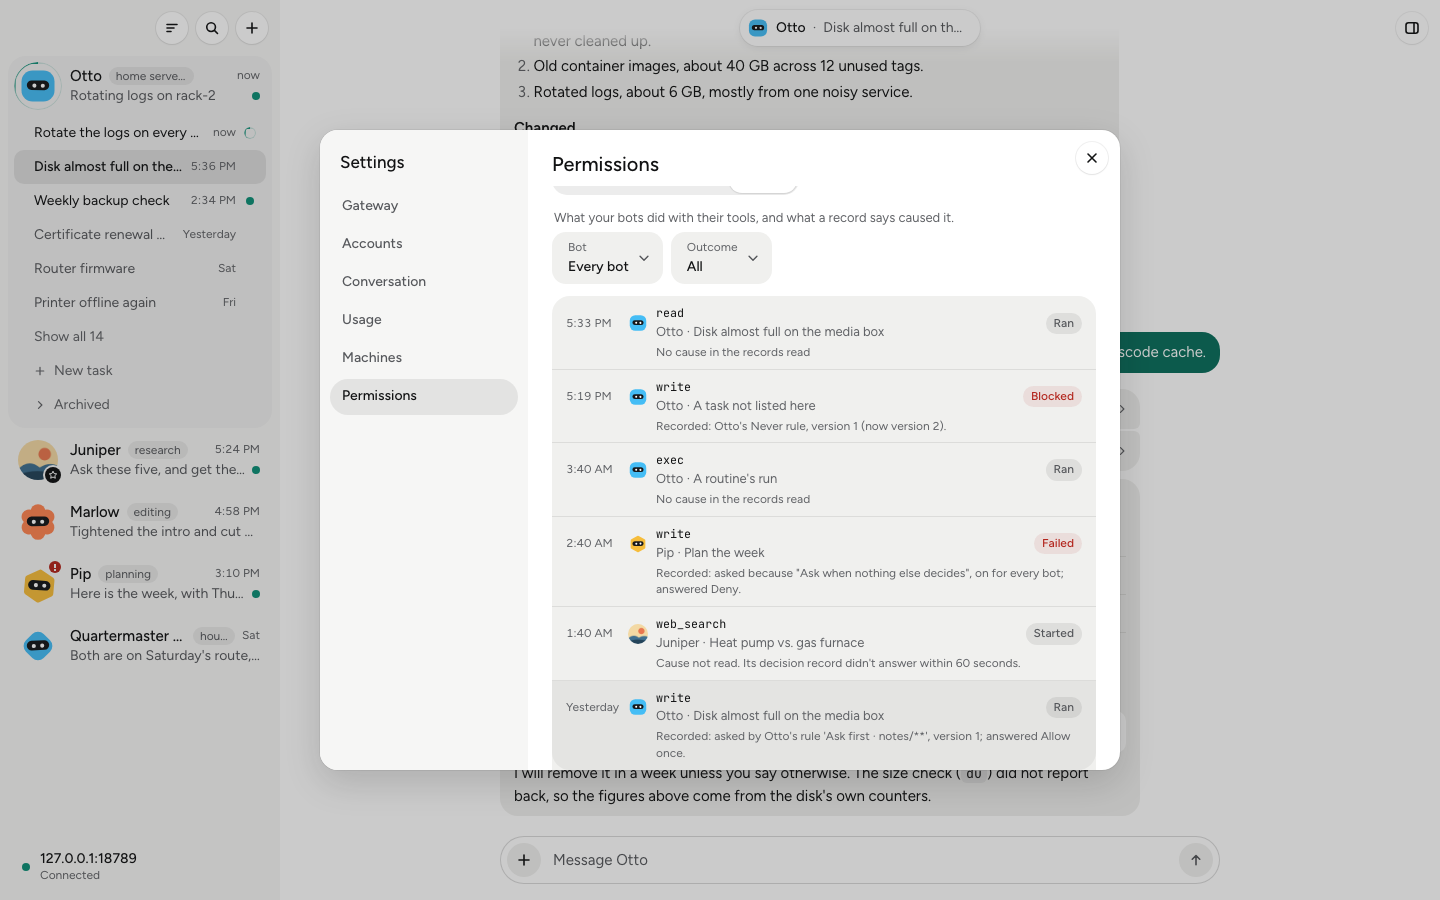 Otto · Disk almost full on th...
Otto home serve... now
Rotating logs on rack-2
Rotate the logs on every ... now
Disk almost full on the... 5:36 PM
Weekly backup check 2:34 PM
Certificate renewal ... Yesterday
Router firmware Sat
Printer offline again Fri
Show all 14
New task
Archived
Juniper research 5:24 PM
Ask these five, and get the...
Marlow editing 4:58 PM
Tightened the intro and cut ...
Pip planning 3:10 PM
Here is the week, with Thu...
Quartermaster ... hou... Sat
Both are on Saturday's route,...
127.0.0.1:18789
Connected
never cleaned up.
2. Old container images, about 40 GB across 12 unused tags.
3. Rotated logs, about 6 GB, mostly from one noisy service.
Changed
Settings
Gateway
Accounts
Conversation
Usage
Machines
Permissions
Permissions
What your bots did with their tools, and what a record says caused it.
Bot
Every bot
Outcome
All
5:33 PM read Ran
Otto · Disk almost full on the media box
No cause in the records read
5:19 PM write Blocked
Otto · A task not listed here
Recorded: Otto's Never rule, version 1 (now version 2).
3:40 AM exec Ran
Otto · A routine's run
No cause in the records read
2:40 AM write Failed
Pip · Plan the week
Recorded: asked because "Ask when nothing else decides", on for every bot;
answered Deny.
1:40 AM web_search Started
Juniper · Heat pump vs. gas furnace
Cause not read. Its decision record didn't answer within 60 seconds.
Yesterday write Ran
Otto · Disk almost full on the media box
Recorded: asked by Otto's rule 'Ask first · notes/**', version 1; answered Allow
once.
scode cache.
I will remove it in a week unless you say otherwise. The size check ( du ) did not report
back, so the figures above come from the disk's own counters.
Message Otto